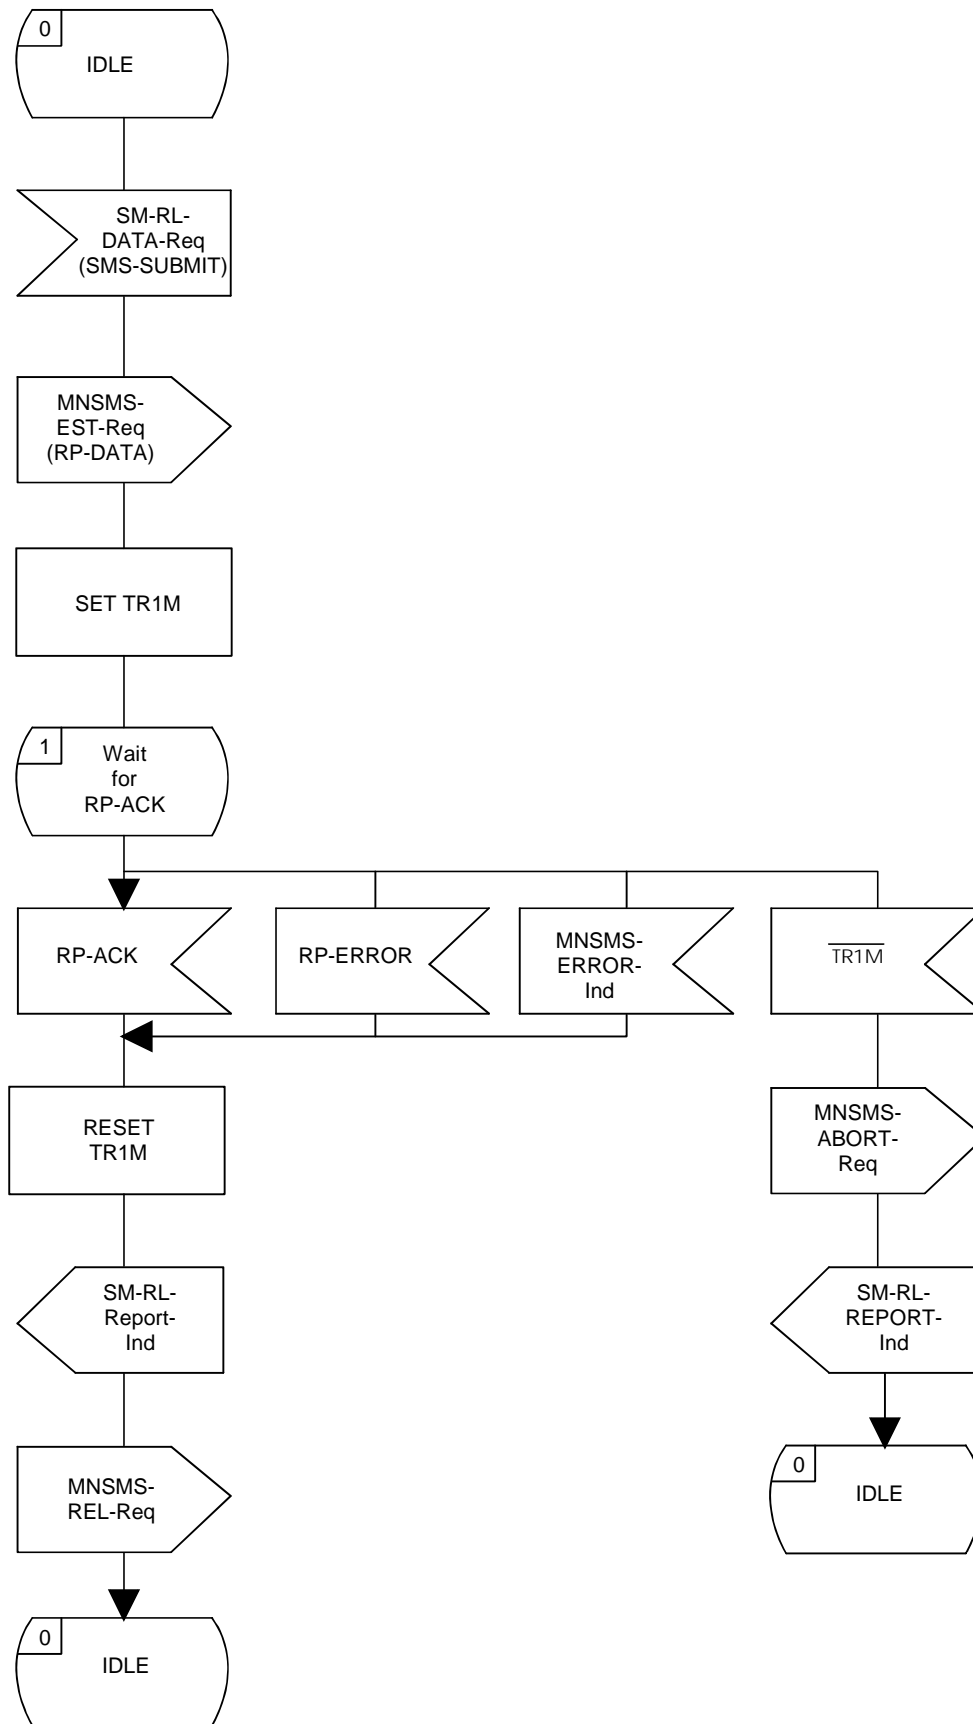 0
IDLE
SM-RL-
DATA-Req
(SMS-SUBMIT)
MNSMS-
EST-Req
(RP-DATA)
SET TR1M
1
Wait
for
RP-ACK
RP-ACK
RP-ERROR
MNSMS-
ERROR-
Ind
TR1M
RESET
TR1M
MNSMS-
ABORT-
Req
SM-RL-
Report-
Ind
SM-RL-
REPORT-
Ind
MNSMS-
REL-Req
0
IDLE
0
IDLE